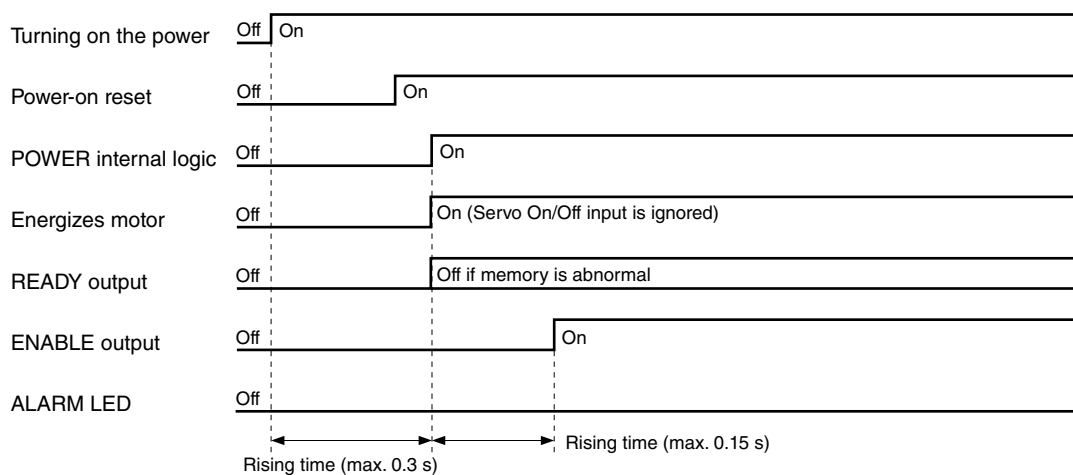 Turning on the power Off On
Power-on reset Off On
POWER internal logic Off On
Energizes motor Off On (Servo On/Off input is ignored)
READY output Off Off if memory is abnormal
ENABLE output Off On
ALARM LED Off
Rising time (max. 0.15 s)
Rising time (max. 0.3 s)